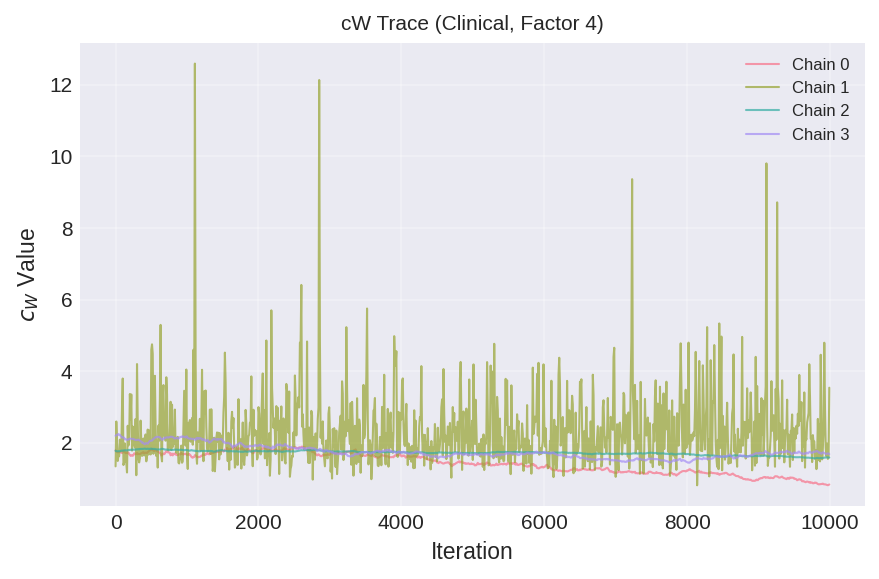 cW Trace (Clinical, Factor 4)
Chain 0
Chain 1
Chain 2
Chain 3
12
10
8
6
4
2
c_W Value
0 2000 4000 6000 8000 10000
Iteration